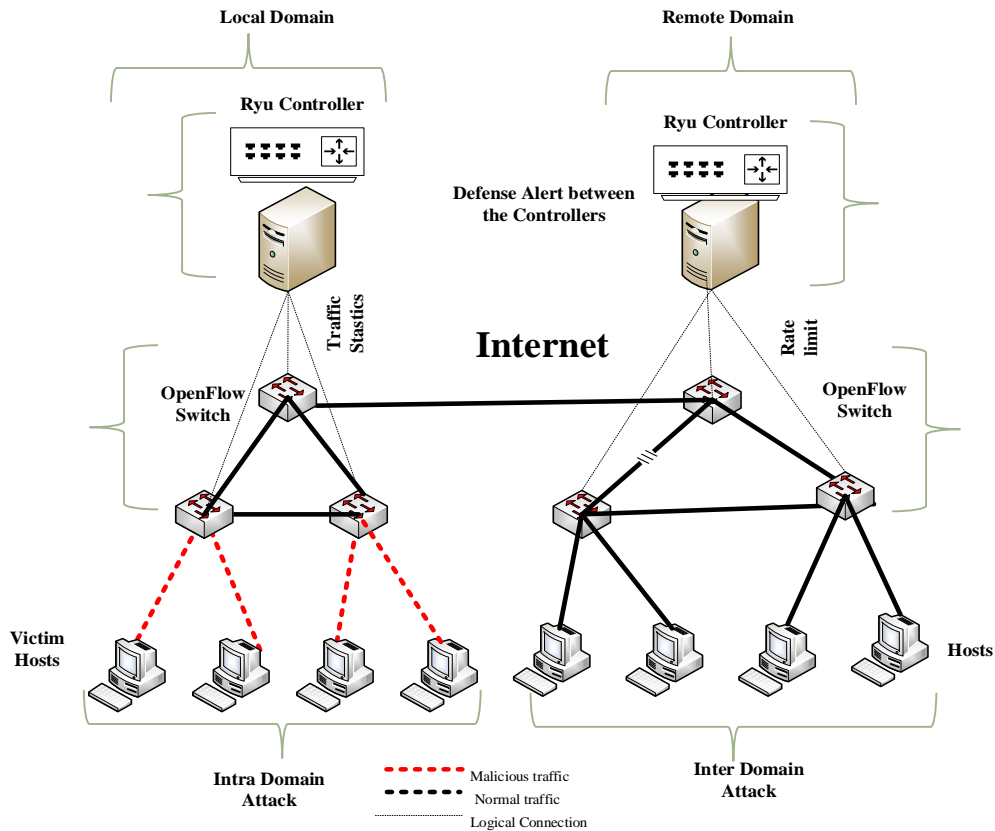 Local Domain
Remote Domain
Ryu Controller
Ryu Controller
Defense Alert between
the Controllers
Traffic
Stastics
Internet
Rate
limit
OpenFlow
Switch
OpenFlow
Switch
Victim
Hosts
Hosts
Intra Domain
Attack
Inter Domain
Attack
Malicious traffic
Normal traffic
Logical Connection